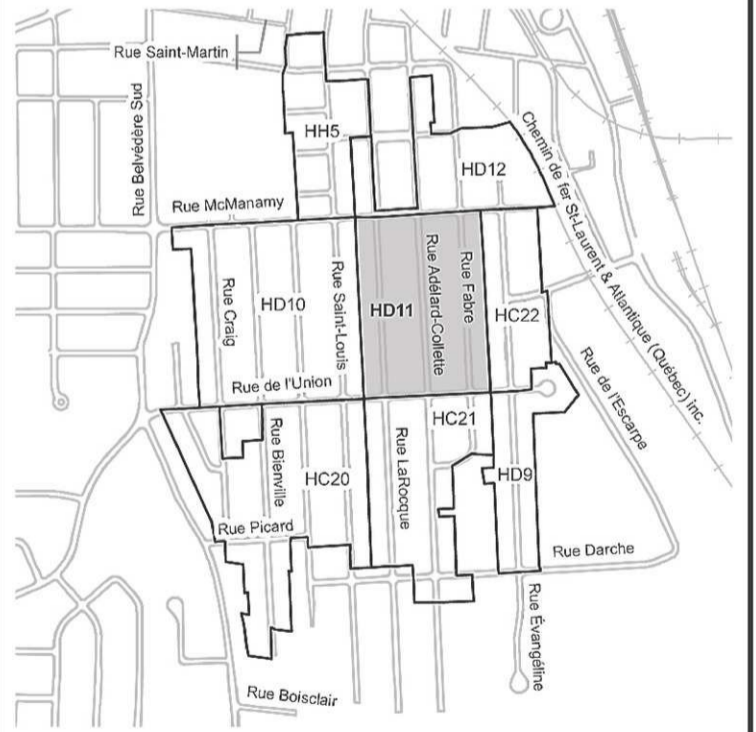 Rue Saint-Martin
Rue Belvédère Sud
HH5
Chemin de fer St-Laurent & Atlantique (Québec) inc.
HD12
Rue McManamy
Rue Craig
HD10
Rue Saint-Louis
HD11
Rue Adélard-Collette
Rue Fabre
HC22
Rue de l'Union
Rue de l'Escarpe
Rue Bienville
HC20
Rue LaRocque
HC21
HD9
Rue Picard
Rue Darche
Rue Évangéline
Rue Boisclair